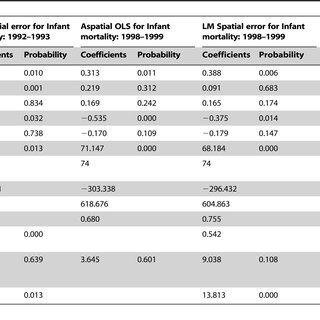 ial error for Infant Aspatial OLS for Infant LM Spatial error for Infant
y: 1992–1993 mortality: 1998–1999 mortality: 1998–1999
nts Probability Coefficients Probability Coefficients Probability
0.010 0.313 0.011 0.388 0.006
0.001 0.219 0.312 0.091 0.683
0.834 0.169 0.242 0.165 0.174
0.032 −0.535 0.000 −0.375 0.014
0.738 −0.170 0.109 −0.179 0.147
0.013 71.147 0.000 68.184 0.000
74 74
−303.338 −296.432
618.676 604.863
0.680 0.755
0.000 0.542
0.639 3.645 0.601 9.038 0.108
0.013 13.813 0.000